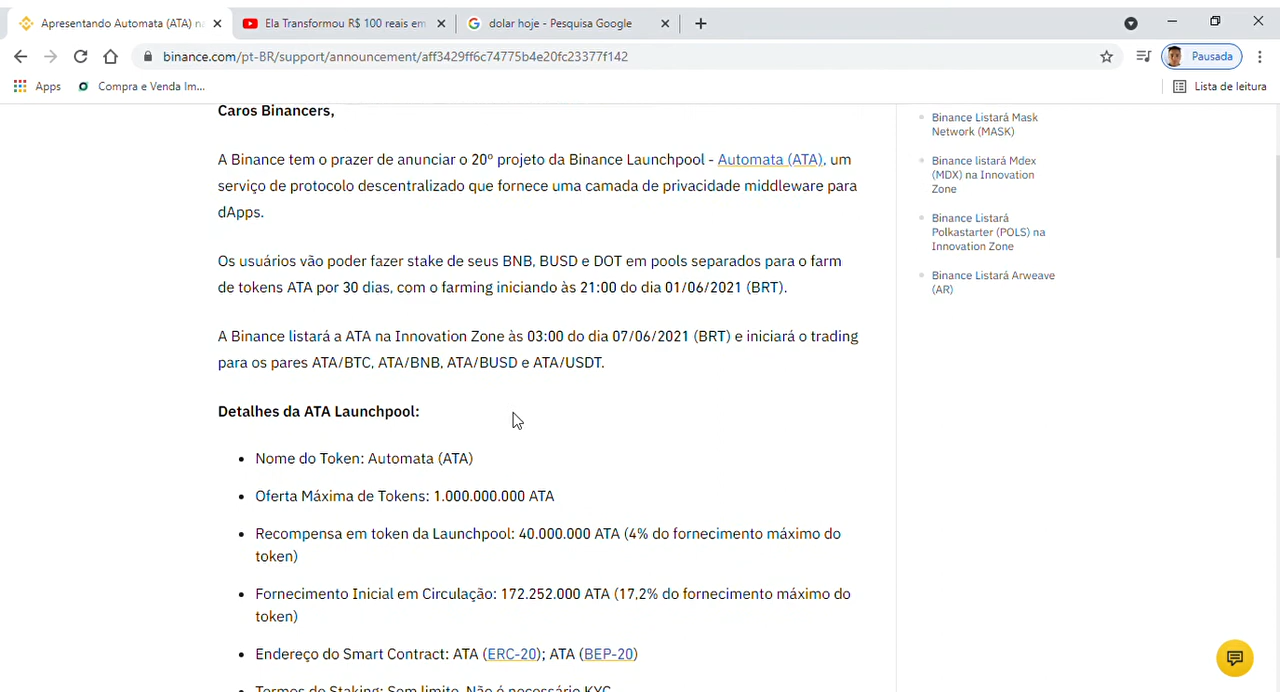 Apresentando Automata (ATA) na
Ela Transformou R$ 100 reais em
dolar hoje - Pesquisa Google
binance.com/pt-BR/support/announcement/aff3429ff6c74775b4e20fc23377f142
Pausada
Apps
Compra e Venda Im...
Lista de leitura
Caros Binancers,
A Binance tem o prazer de anunciar o 20º projeto da Binance Launchpool - Automata (ATA), um
serviço de protocolo descentralizado que fornece uma camada de privacidade middleware para
dApps.
Os usuários vão poder fazer stake de seus BNB, BUSD e DOT em pools separados para o farm
de tokens ATA por 30 dias, com o farming iniciando às 21:00 do dia 01/06/2021 (BRT).
A Binance listará a ATA na Innovation Zone às 03:00 do dia 07/06/2021 (BRT) e iniciará o trading
para os pares ATA/BTC, ATA/BNB, ATA/BUSD e ATA/USDT.
Detalhes da ATA Launchpool:
Nome do Token: Automata (ATA)
Oferta Máxima de Tokens: 1.000.000.000 ATA
Recompensa em token da Launchpool: 40.000.000 ATA (4% do fornecimento máximo do
token)
Fornecimento Inicial em Circulação: 172.252.000 ATA (17,2% do fornecimento máximo do
token)
Endereço do Smart Contract: ATA (ERC-20); ATA (BEP-20)
Termos de Staking: Sem limite. Não é necessário KYC
Binance Listará Mask
Network (MASK)
Binance listará Mdex
(MDX) na Innovation
Zone
Binance Listará
Polkastarter (POLS) na
Innovation Zone
Binance Listará Arweave
(AR)